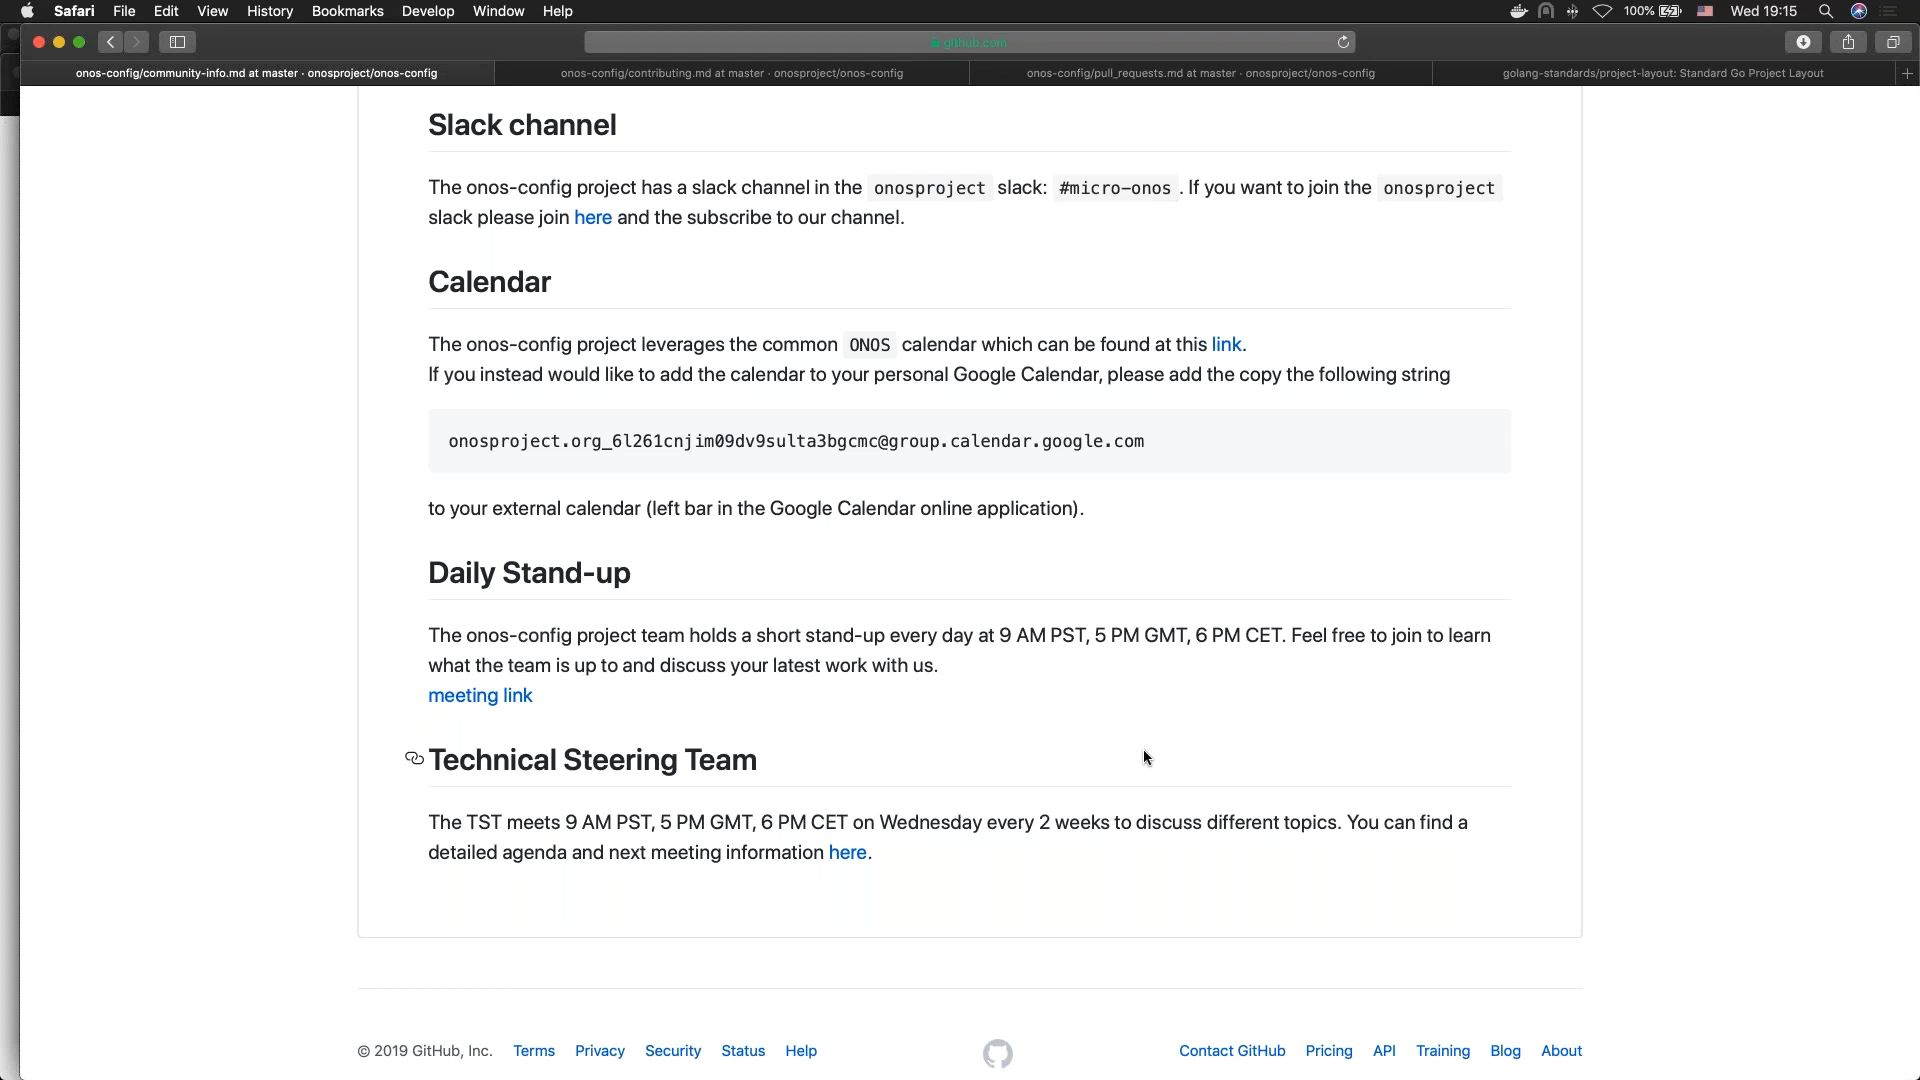 Safari File Edit View History Bookmarks Develop Window Help 100% Wed 19:15
github.com
onos-config/community-info.md at master · onosproject/onos-config onos-config/contributing.md at master · onosproject/onos-config onos-config/pull_requests.md at master · onosproject/onos-config golang-standards/project-layout: Standard Go Project Layout
Slack channel
The onos-config project has a slack channel in the onosproject slack: #micro-onos . If you want to join the onosproject
slack please join here and the subscribe to our channel.
Calendar
The onos-config project leverages the common ONOS calendar which can be found at this link.
If you instead would like to add the calendar to your personal Google Calendar, please add the copy the following string
onosproject.org_6l261cnjim09dv9sulta3bgcmc@group.calendar.google.com
to your external calendar (left bar in the Google Calendar online application).
Daily Stand-up
The onos-config project team holds a short stand-up every day at 9 AM PST, 5 PM GMT, 6 PM CET. Feel free to join to learn
what the team is up to and discuss your latest work with us.
meeting link
Technical Steering Team
The TST meets 9 AM PST, 5 PM GMT, 6 PM CET on Wednesday every 2 weeks to discuss different topics. You can find a
detailed agenda and next meeting information here.
© 2019 GitHub, Inc. Terms Privacy Security Status Help Contact GitHub Pricing API Training Blog About